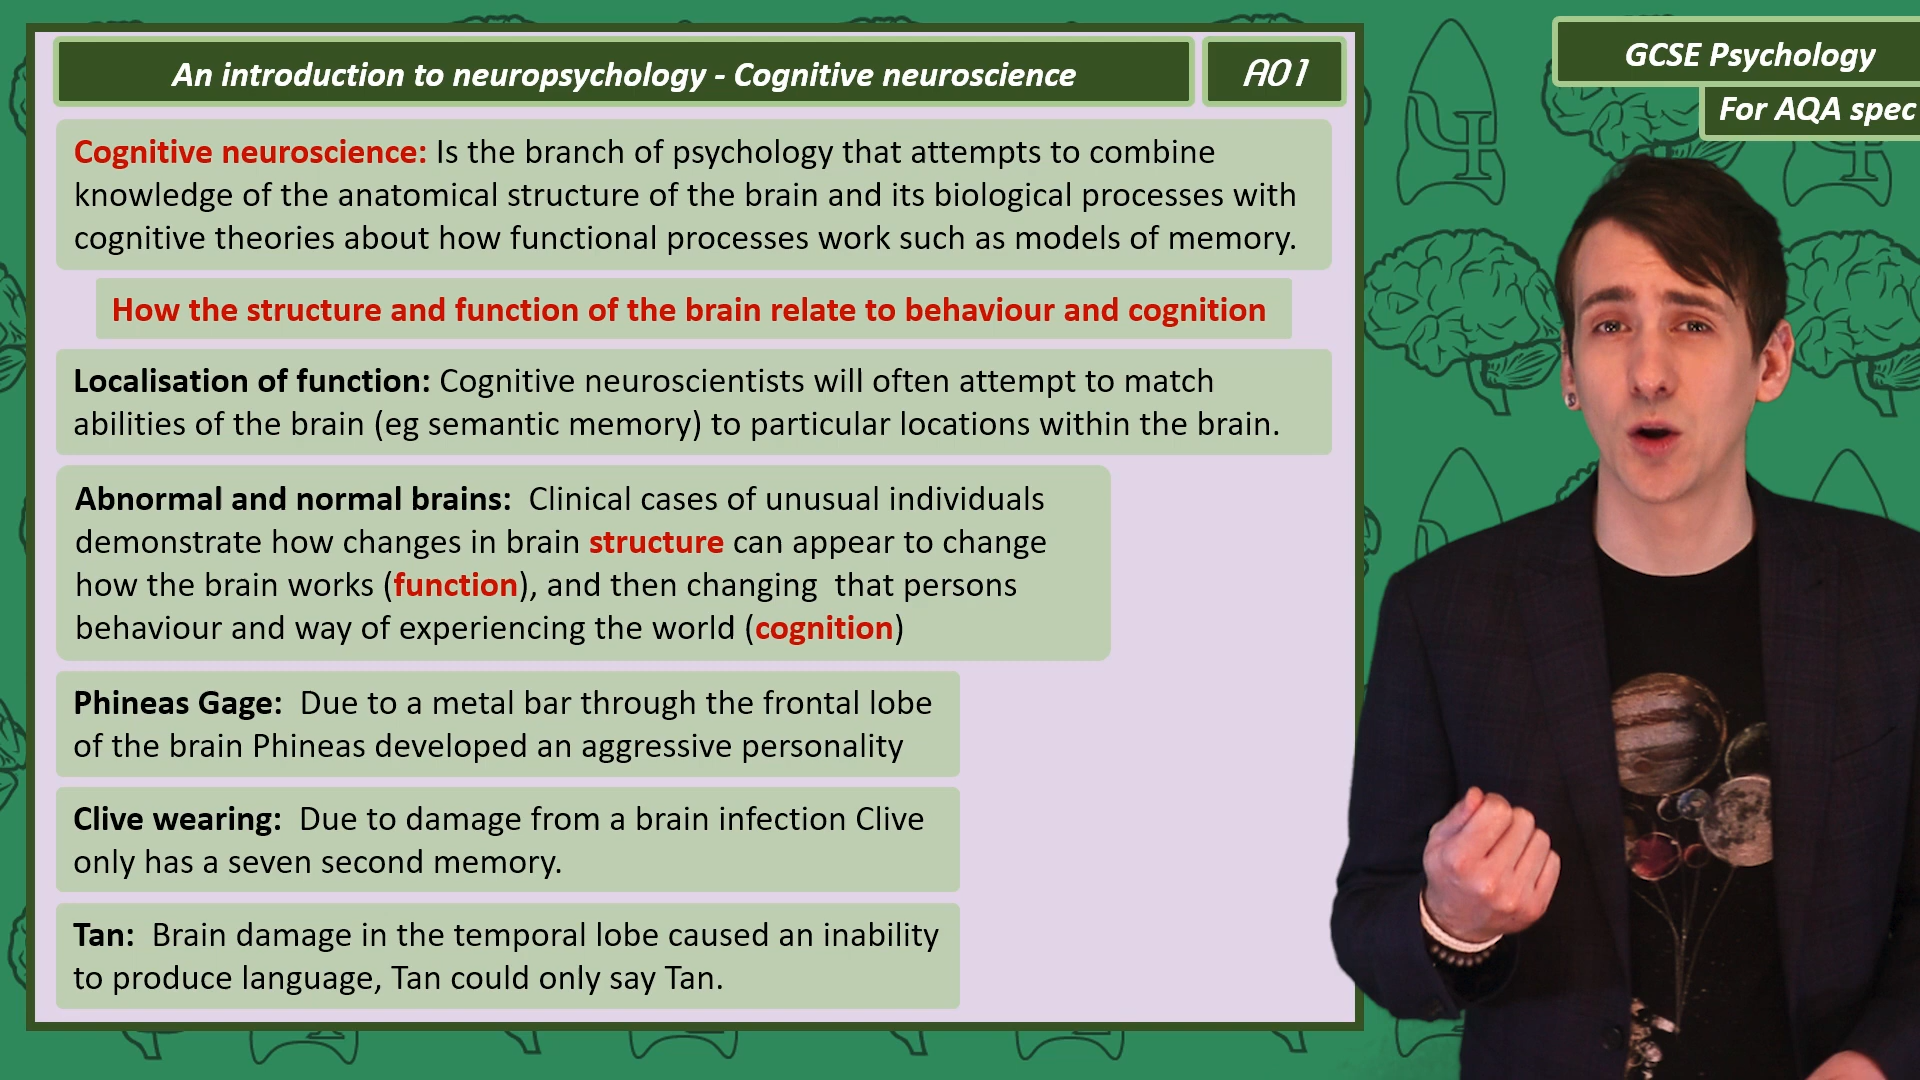 An introduction to neuropsychology - Cognitive neuroscience
AO1
GCSE Psychology
For AQA spec
Cognitive neuroscience: Is the branch of psychology that attempts to combine
knowledge of the anatomical structure of the brain and its biological processes with
cognitive theories about how functional processes work such as models of memory.
How the structure and function of the brain relate to behaviour and cognition
Localisation of function: Cognitive neuroscientists will often attempt to match
abilities of the brain (eg semantic memory) to particular locations within the brain.
Abnormal and normal brains:  Clinical cases of unusual individuals
demonstrate how changes in brain structure can appear to change
how the brain works (function), and then changing  that persons
behaviour and way of experiencing the world (cognition)
Phineas Gage:  Due to a metal bar through the frontal lobe
of the brain Phineas developed an aggressive personality
Clive wearing:  Due to damage from a brain infection Clive
only has a seven second memory.
Tan:  Brain damage in the temporal lobe caused an inability
to produce language, Tan could only say Tan.